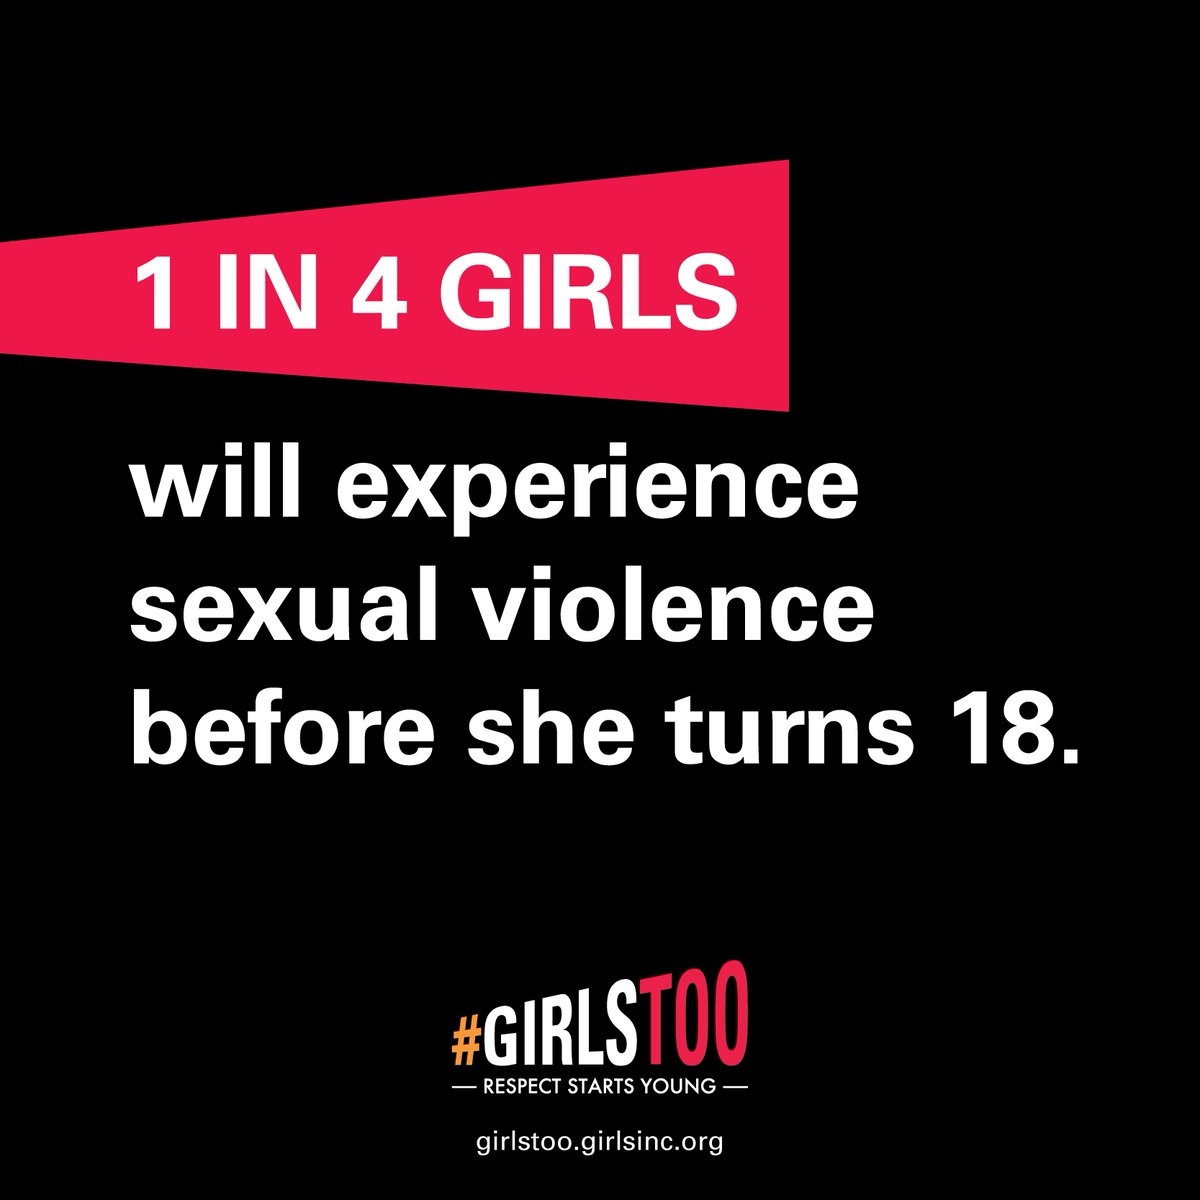 1 IN 4 GIRLS
will experience
sexual violence
before she turns 18.
#GIRLSTOO
— RESPECT STARTS YOUNG —
girlstoo.girlsinc.org